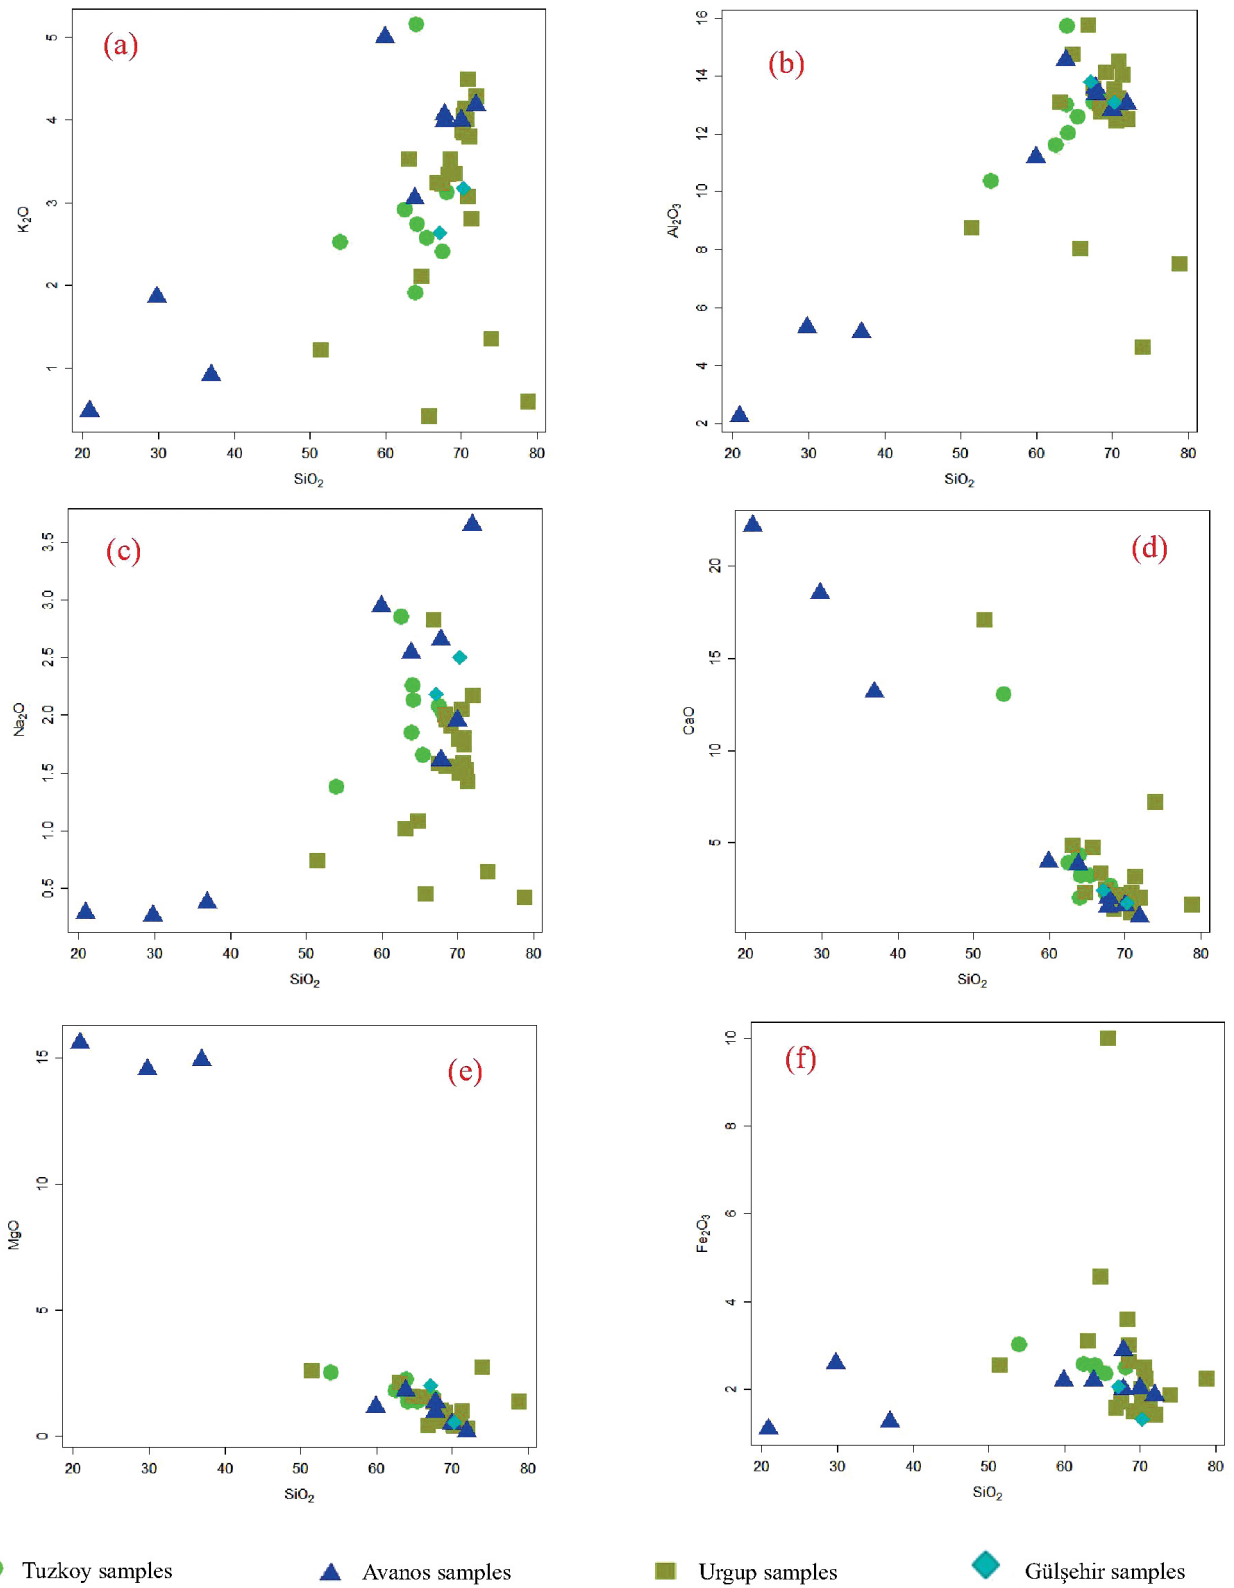 (a)
K₂O
5
4
3
2
1
20 30 40 50 60 70 80
SiO₂
(b)
Al₂O₃
16
14
12
10
8
6
4
2
20 30 40 50 60 70 80
SiO₂
(c)
Na₂O
3.5
3.0
2.5
2.0
1.5
1.0
0.5
20 30 40 50 60 70 80
SiO₂
(d)
CaO
20
15
10
5
20 30 40 50 60 70 80
SiO₂
(e)
MgO
15
10
5
0
20 30 40 50 60 70 80
SiO₂
(f)
Fe₂O₃
10
8
6
4
2
20 30 40 50 60 70 80
SiO₂
Tuzkoy samples Avanos samples Urgup samples Gülşehir samples